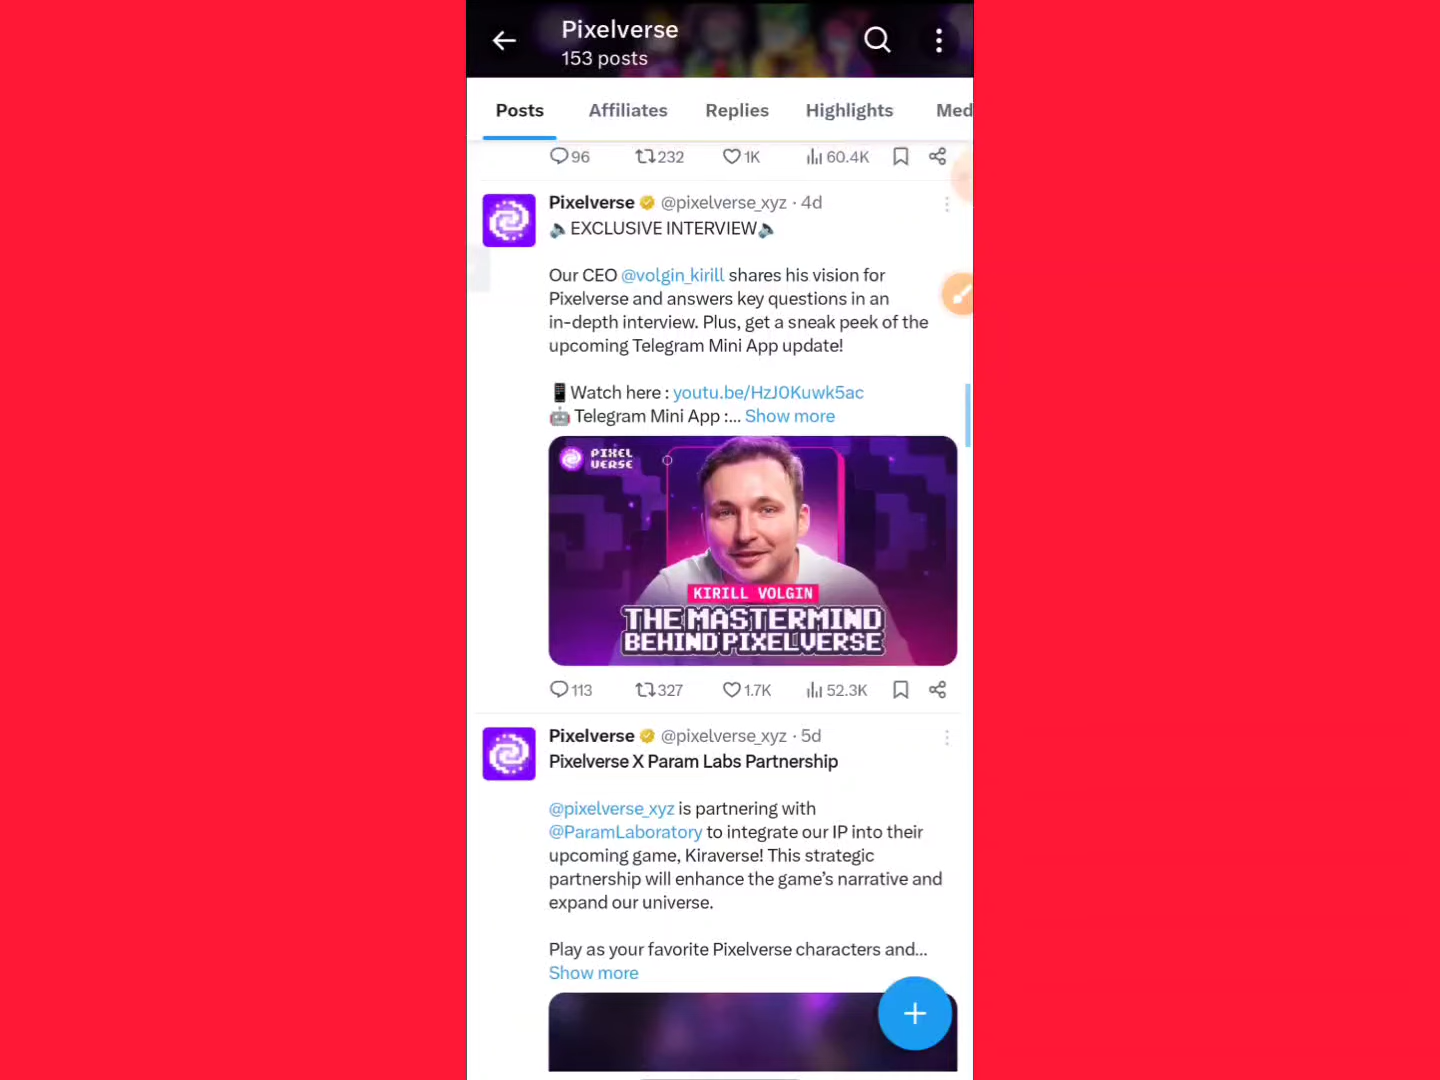 Pixelverse
153 posts
Posts Affiliates Replies Highlights Med
96 232 1K 60.4K
Pixelverse @pixelverse_xyz · 4d
🔈EXCLUSIVE INTERVIEW🔈
Our CEO @volgin_kirill shares his vision for
Pixelverse and answers key questions in an
in-depth interview. Plus, get a sneak peek of the
upcoming Telegram Mini App update!
📱Watch here : youtu.be/HzJ0Kuwk5ac
🤖 Telegram Mini App :... Show more
PIXEL
VERSE
KIRILL VOLGIN
THE MASTERMIND
BEHIND PIXELVERSE
113 327 1.7K 52.3K
Pixelverse @pixelverse_xyz · 5d
Pixelverse X Param Labs Partnership
@pixelverse_xyz is partnering with
@ParamLaboratory to integrate our IP into their
upcoming game, Kiraverse! This strategic
partnership will enhance the game's narrative and
expand our universe.
Play as your favorite Pixelverse characters and...
Show more